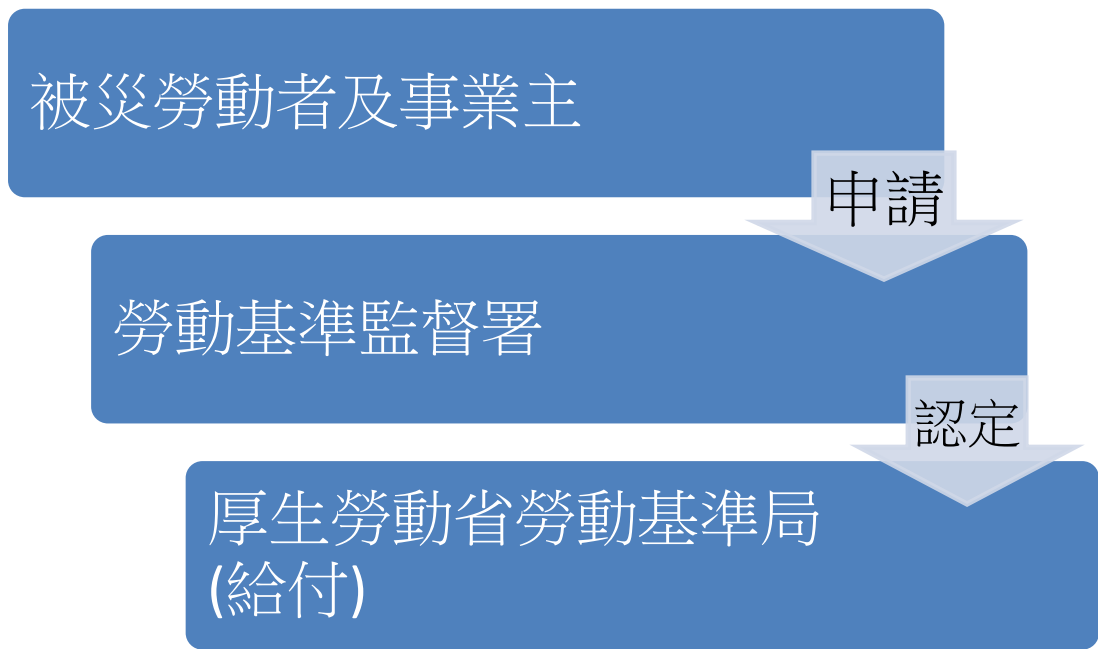 被災勞動者及事業主
申請
勞動基準監督署
認定
厚生勞動省勞動基準局
(給付)